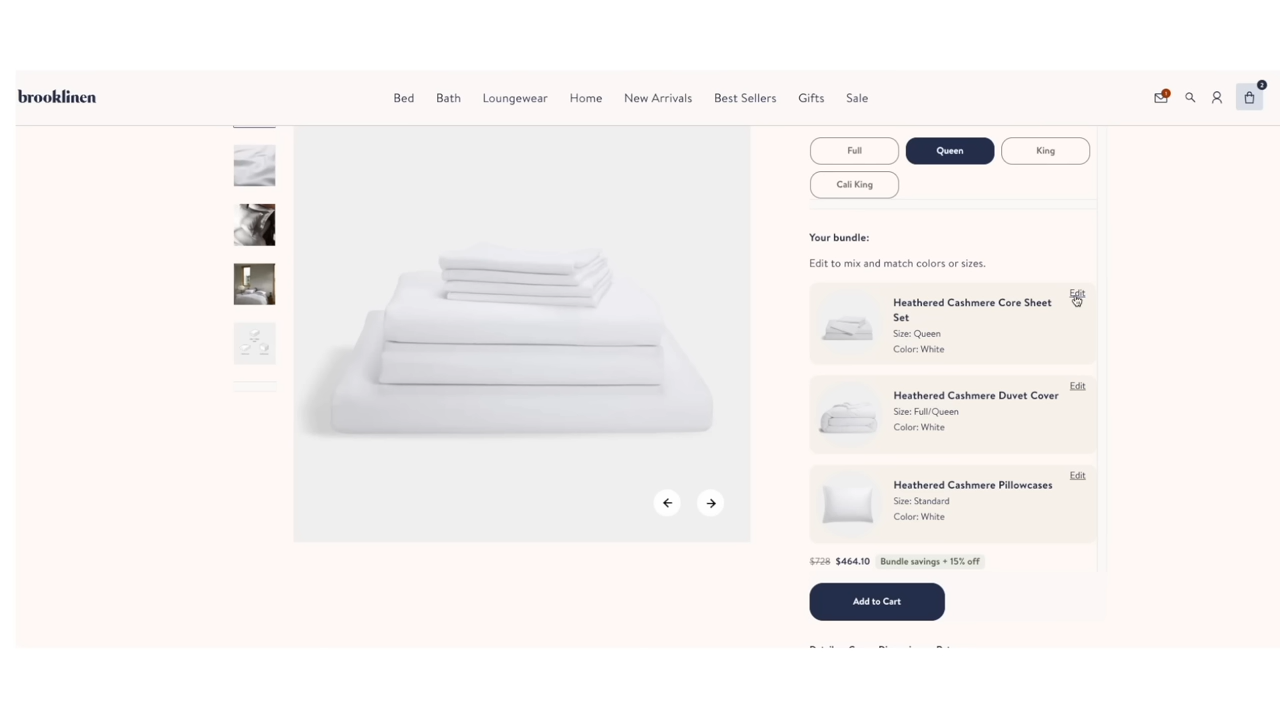 brooklinen
Bed Bath Loungewear Home New Arrivals Best Sellers Gifts Sale
1
2
Full Queen King
Cali King
Your bundle:
Edit to mix and match colors or sizes.
Edit
Heathered Cashmere Core Sheet
Set
Size: Queen
Color: White
Edit
Heathered Cashmere Duvet Cover
Size: Full/Queen
Color: White
Edit
Heathered Cashmere Pillowcases
Size: Standard
Color: White
$728 $464.10 Bundle savings + 15% off
Add to Cart